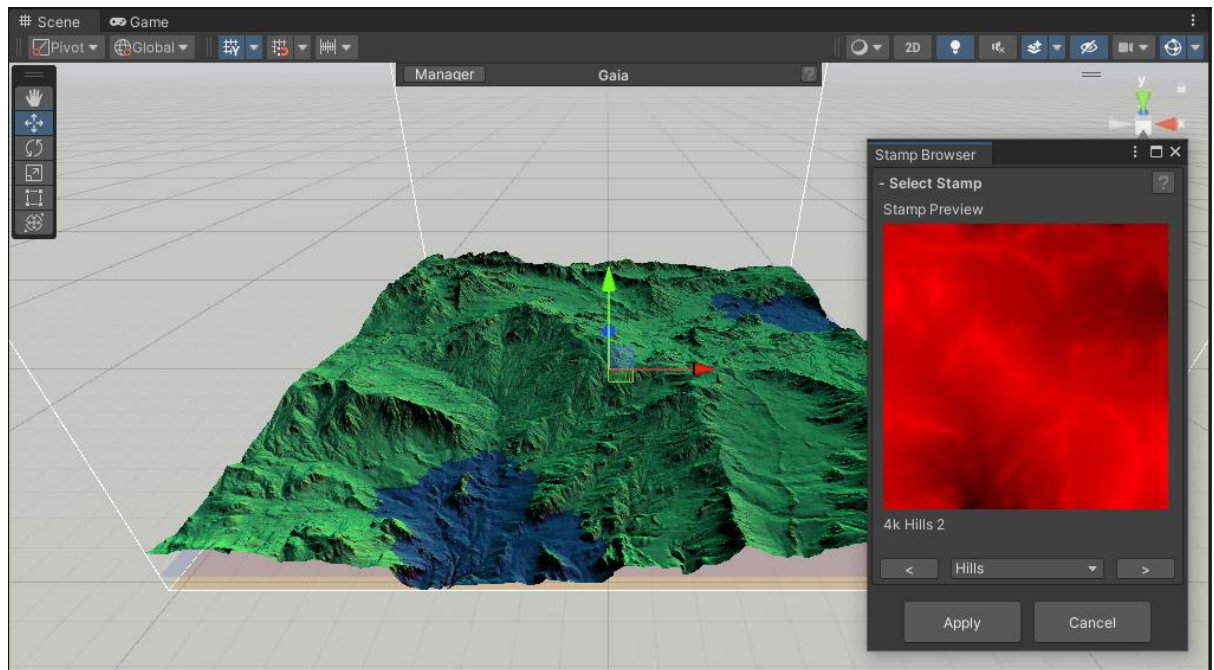 Scene Game
Pivot Global 2D
Manager Gaia ?
y
x
Stamp Browser
- Select Stamp ?
Stamp Preview
4k Hills 2
< Hills >
Apply Cancel